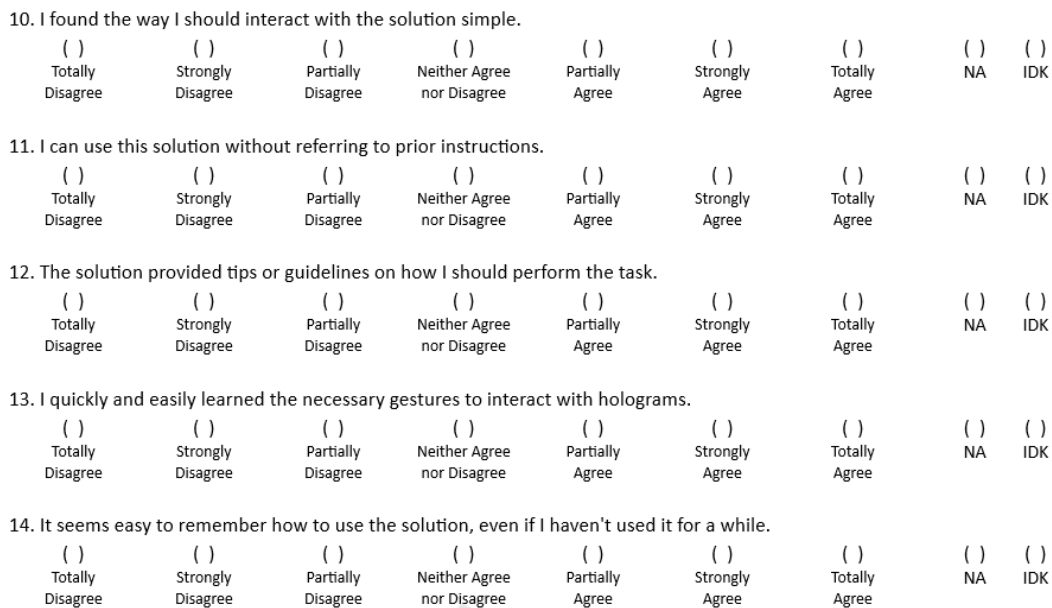 10. I found the way I should interact with the solution simple.
( ) ( ) ( ) ( ) ( ) ( ) ( ) ( ) ( )
Totally Strongly Partially Neither Agree Partially Strongly Totally NA IDK
Disagree Disagree Disagree nor Disagree Agree Agree Agree
11. I can use this solution without referring to prior instructions.
( ) ( ) ( ) ( ) ( ) ( ) ( ) ( ) ( )
Totally Strongly Partially Neither Agree Partially Strongly Totally NA IDK
Disagree Disagree Disagree nor Disagree Agree Agree Agree
12. The solution provided tips or guidelines on how I should perform the task.
( ) ( ) ( ) ( ) ( ) ( ) ( ) ( ) ( )
Totally Strongly Partially Neither Agree Partially Strongly Totally NA IDK
Disagree Disagree Disagree nor Disagree Agree Agree Agree
13. I quickly and easily learned the necessary gestures to interact with holograms.
( ) ( ) ( ) ( ) ( ) ( ) ( ) ( ) ( )
Totally Strongly Partially Neither Agree Partially Strongly Totally NA IDK
Disagree Disagree Disagree nor Disagree Agree Agree Agree
14. It seems easy to remember how to use the solution, even if I haven't used it for a while.
( ) ( ) ( ) ( ) ( ) ( ) ( ) ( ) ( )
Totally Strongly Partially Neither Agree Partially Strongly Totally NA IDK
Disagree Disagree Disagree nor Disagree Agree Agree Agree